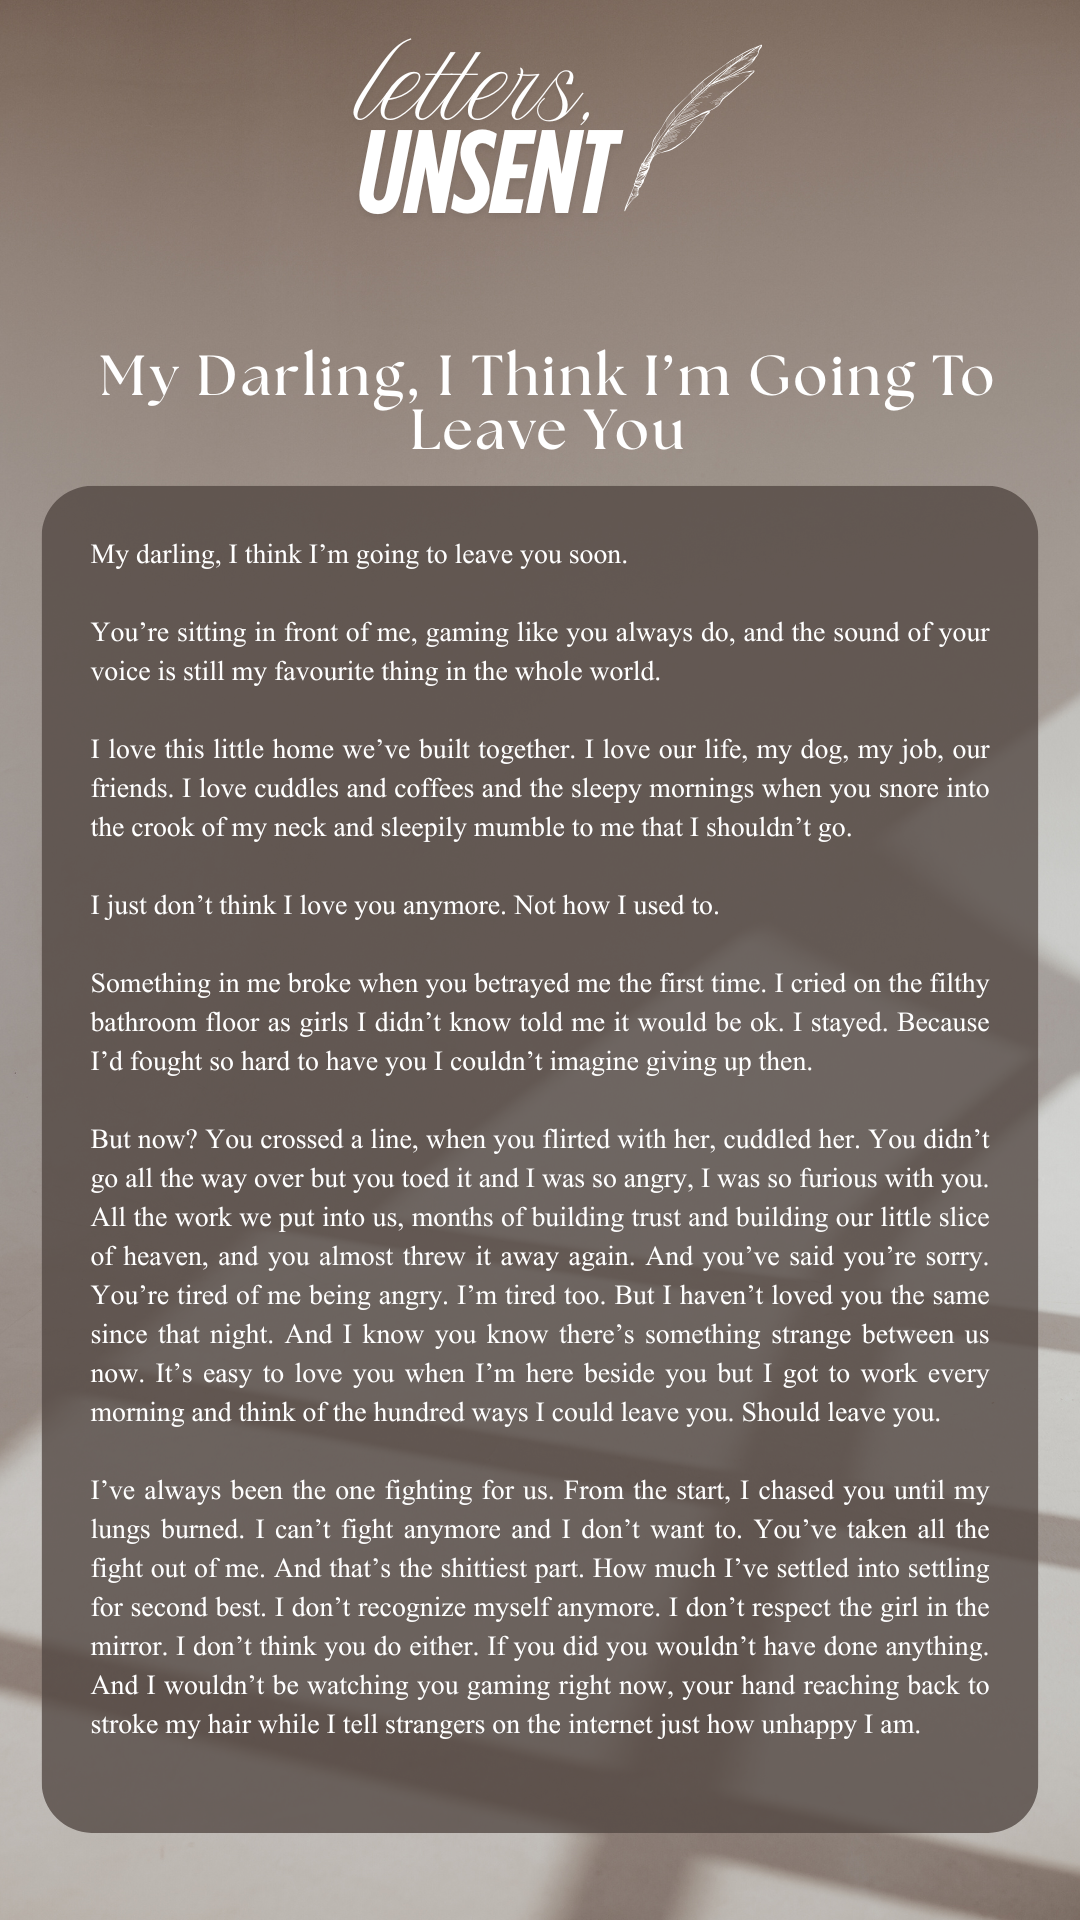 letters,
UNSENT
My Darling, I Think I’m Going To
Leave You
My darling, I think I’m going to leave you soon.
You’re sitting in front of me, gaming like you always do, and the sound of your
voice is still my favourite thing in the whole world.
I love this little home we’ve built together. I love our life, my dog, my job, our
friends. I love cuddles and coffees and the sleepy mornings when you snore into
the crook of my neck and sleepily mumble to me that I shouldn’t go.
I just don’t think I love you anymore. Not how I used to.
Something in me broke when you betrayed me the first time. I cried on the filthy
bathroom floor as girls I didn’t know told me it would be ok. I stayed. Because
I’d fought so hard to have you I couldn’t imagine giving up then.
But now? You crossed a line, when you flirted with her, cuddled her. You didn’t
go all the way over but you toed it and I was so angry, I was so furious with you.
All the work we put into us, months of building trust and building our little slice
of heaven, and you almost threw it away again. And you’ve said you’re sorry.
You’re tired of me being angry. I’m tired too. But I haven’t loved you the same
since that night. And I know you know there’s something strange between us
now. It’s easy to love you when I’m here beside you but I got to work every
morning and think of the hundred ways I could leave you. Should leave you.
I’ve always been the one fighting for us. From the start, I chased you until my
lungs burned. I can’t fight anymore and I don’t want to. You’ve taken all the
fight out of me. And that’s the shittiest part. How much I’ve settled into settling
for second best. I don’t recognize myself anymore. I don’t respect the girl in the
mirror. I don’t think you do either. If you did you wouldn’t have done anything.
And I wouldn’t be watching you gaming right now, your hand reaching back to
stroke my hair while I tell strangers on the internet just how unhappy I am.